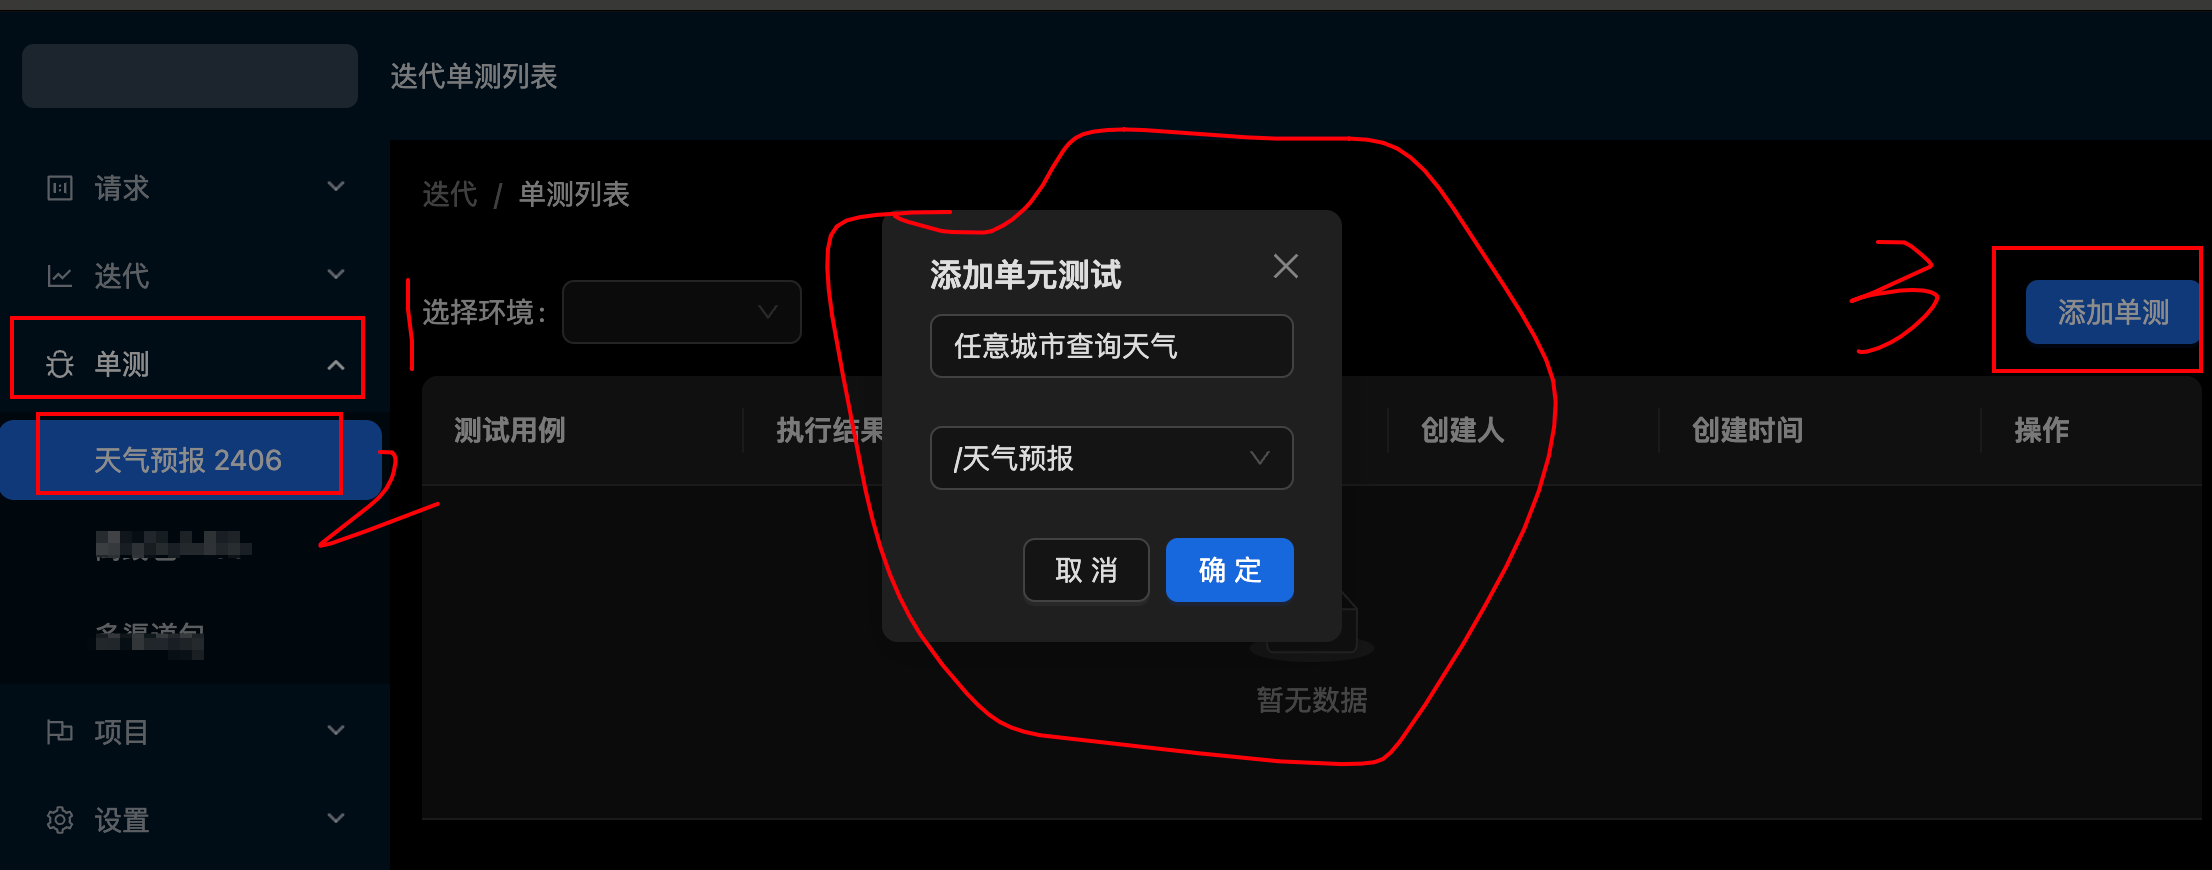 迭代单测列表
请求
迭代
单测
天气预报 2406
项目
设置
迭代 / 单测列表
选择环境：
添加单测
测试用例
执行结果
创建人
创建时间
操作
暂无数据
添加单元测试
任意城市查询天气
/天气预报
取 消
确 定
1
2
3